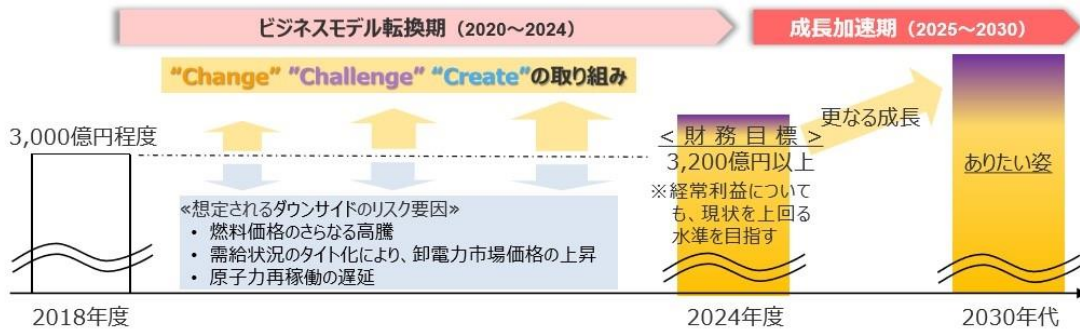 ビジネスモデル転換期（2020～2024）
成長加速期（2025～2030）
“Change” ”Challenge” “Create”の取り組み
3,000億円程度
更なる成長
＜財務目標＞
3,200億円以上
※経常利益について
も、現状を上回る
水準を目指す
ありたい姿
≪想定されるダウンサイドのリスク要因≫
• 燃料価格のさらなる高騰
• 需給状況のタイト化により、卸電力市場価格の上昇
• 原子力再稼働の遅延
2018年度
2024年度
2030年代